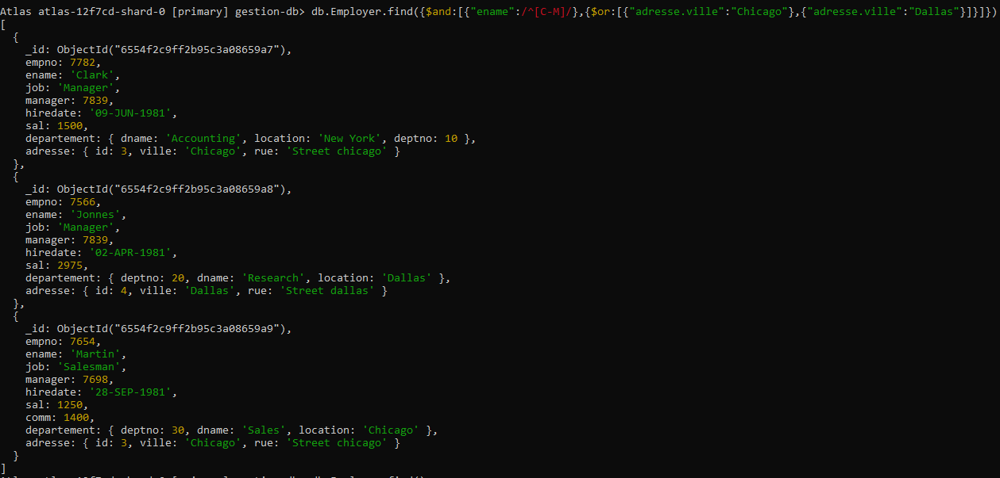 Atlas atlas-12f7cd-shard-0 [primary] gestion-db> db.Employer.find({$and:[{"ename":/^[C-M]/},{$or:[{"adresse.ville":"Chicago"},{"adresse.ville":"Dallas"}]}]})
[
  {
    _id: ObjectId("6554f2c9ff2b95c3a08659a7"),
    empno: 7782,
    ename: 'Clark',
    job: 'Manager',
    manager: 7839,
    hiredate: '09-JUN-1981',
    sal: 1500,
    departement: { dname: 'Accounting', location: 'New York', deptno: 10 },
    adresse: { id: 3, ville: 'Chicago', rue: 'Street chicago' }
  },
  {
    _id: ObjectId("6554f2c9ff2b95c3a08659a8"),
    empno: 7566,
    ename: 'Jonnes',
    job: 'Manager',
    manager: 7839,
    hiredate: '02-APR-1981',
    sal: 2975,
    departement: { deptno: 20, dname: 'Research', location: 'Dallas' },
    adresse: { id: 4, ville: 'Dallas', rue: 'Street dallas' }
  },
  {
    _id: ObjectId("6554f2c9ff2b95c3a08659a9"),
    empno: 7654,
    ename: 'Martin',
    job: 'Salesman',
    manager: 7698,
    hiredate: '28-SEP-1981',
    sal: 1250,
    comm: 1400,
    departement: { deptno: 30, dname: 'Sales', location: 'Chicago' },
    adresse: { id: 3, ville: 'Chicago', rue: 'Street chicago' }
  }
]